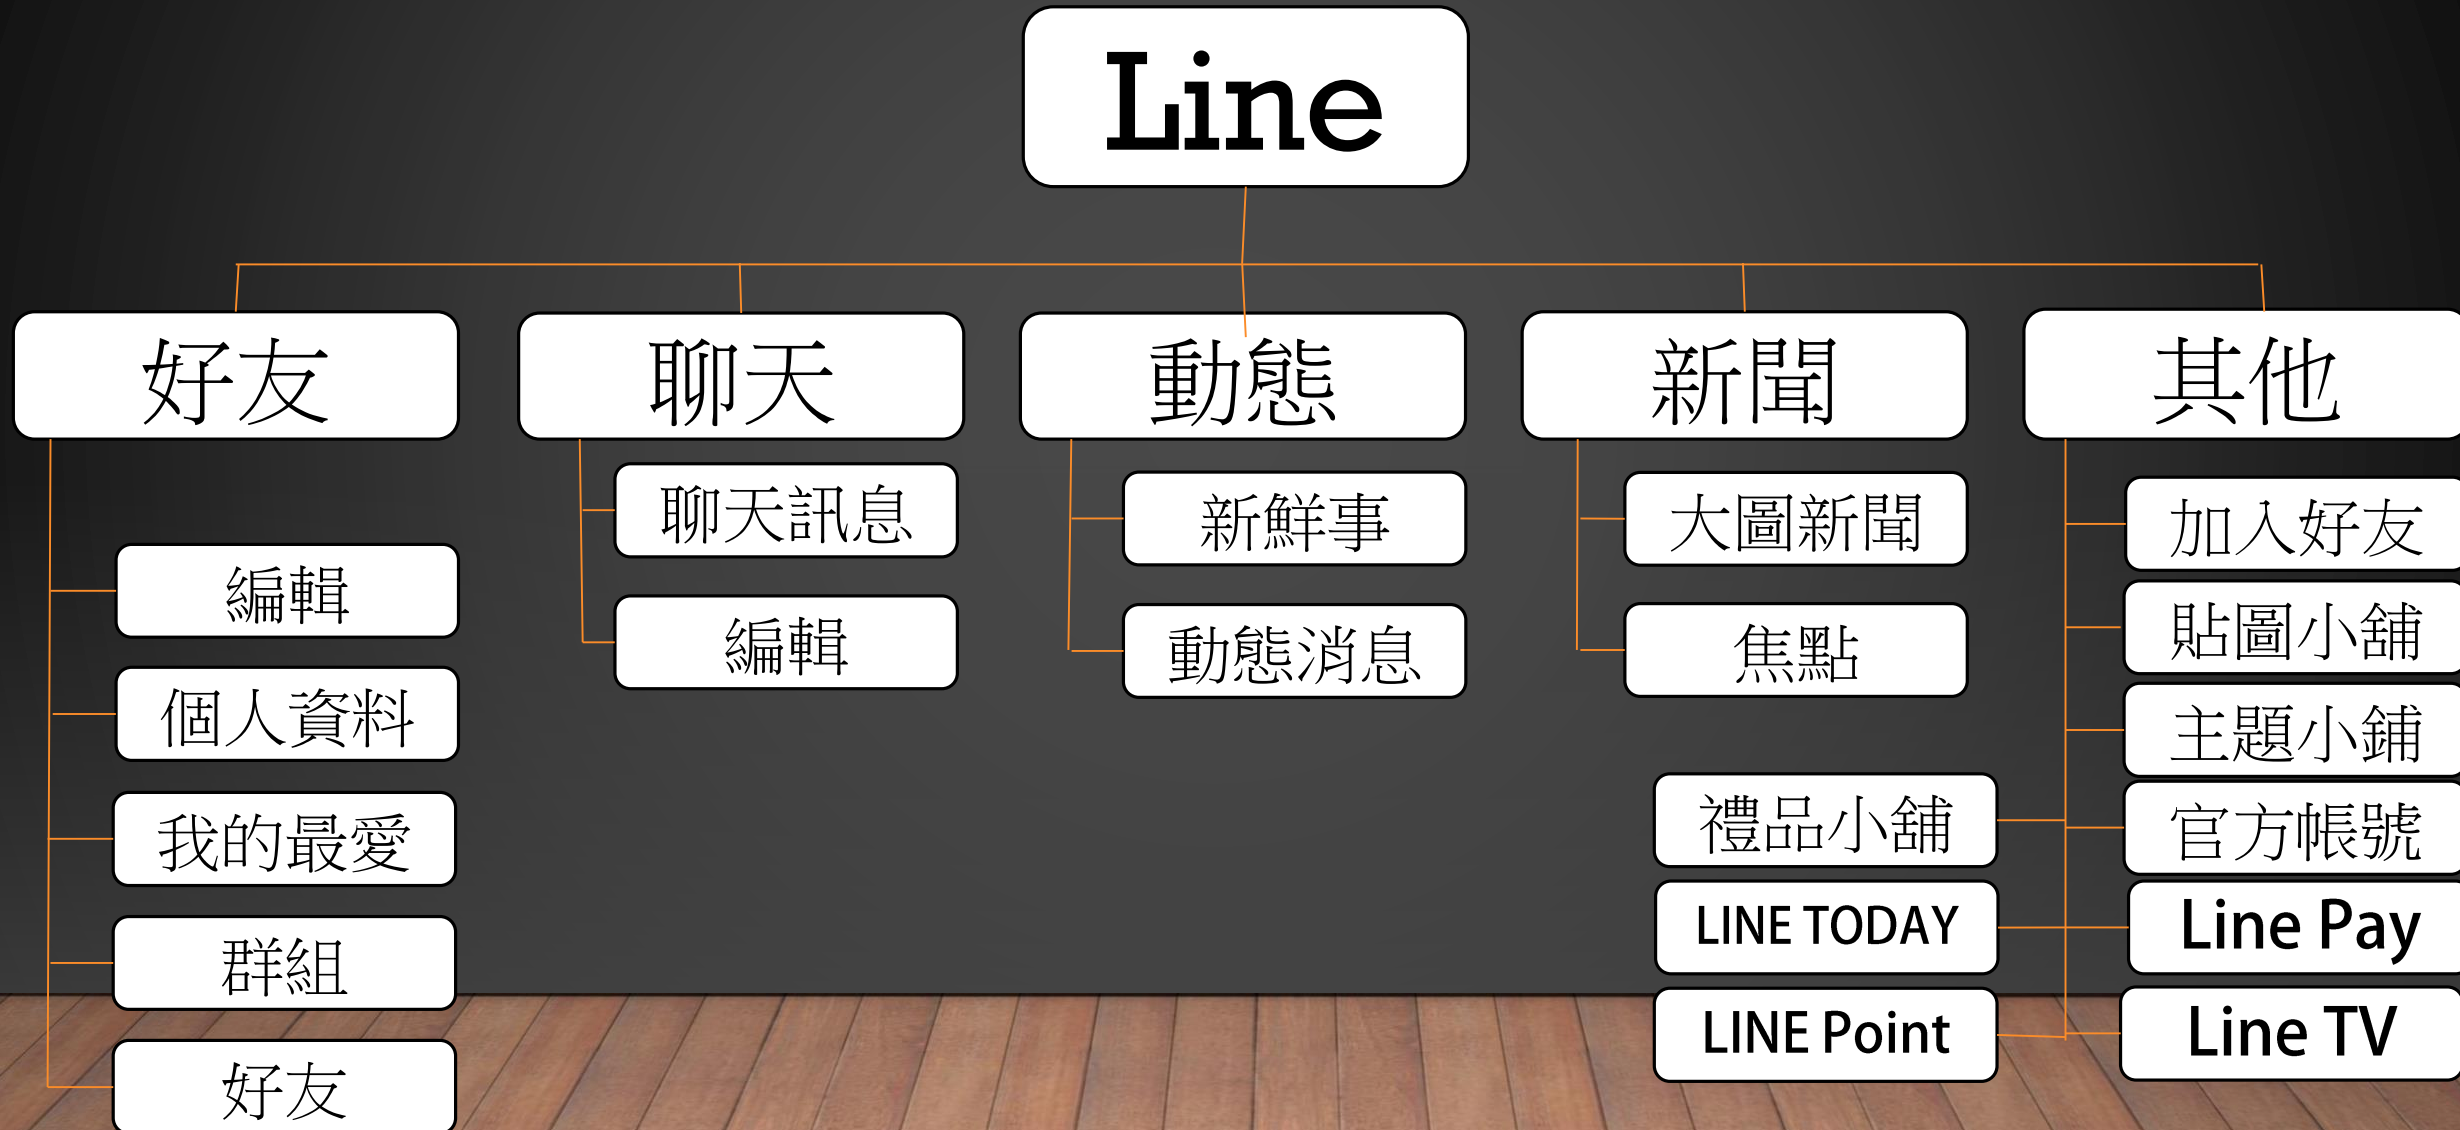 Line
好友
聊天
動態
新聞
其他
編輯
個人資料
我的最愛
群組
好友
聊天訊息
編輯
新鮮事
動態消息
大圖新聞
焦點
加入好友
貼圖小舖
主題小鋪
官方帳號
Line Pay
Line TV
禮品小舖
LINE TODAY
LINE Point